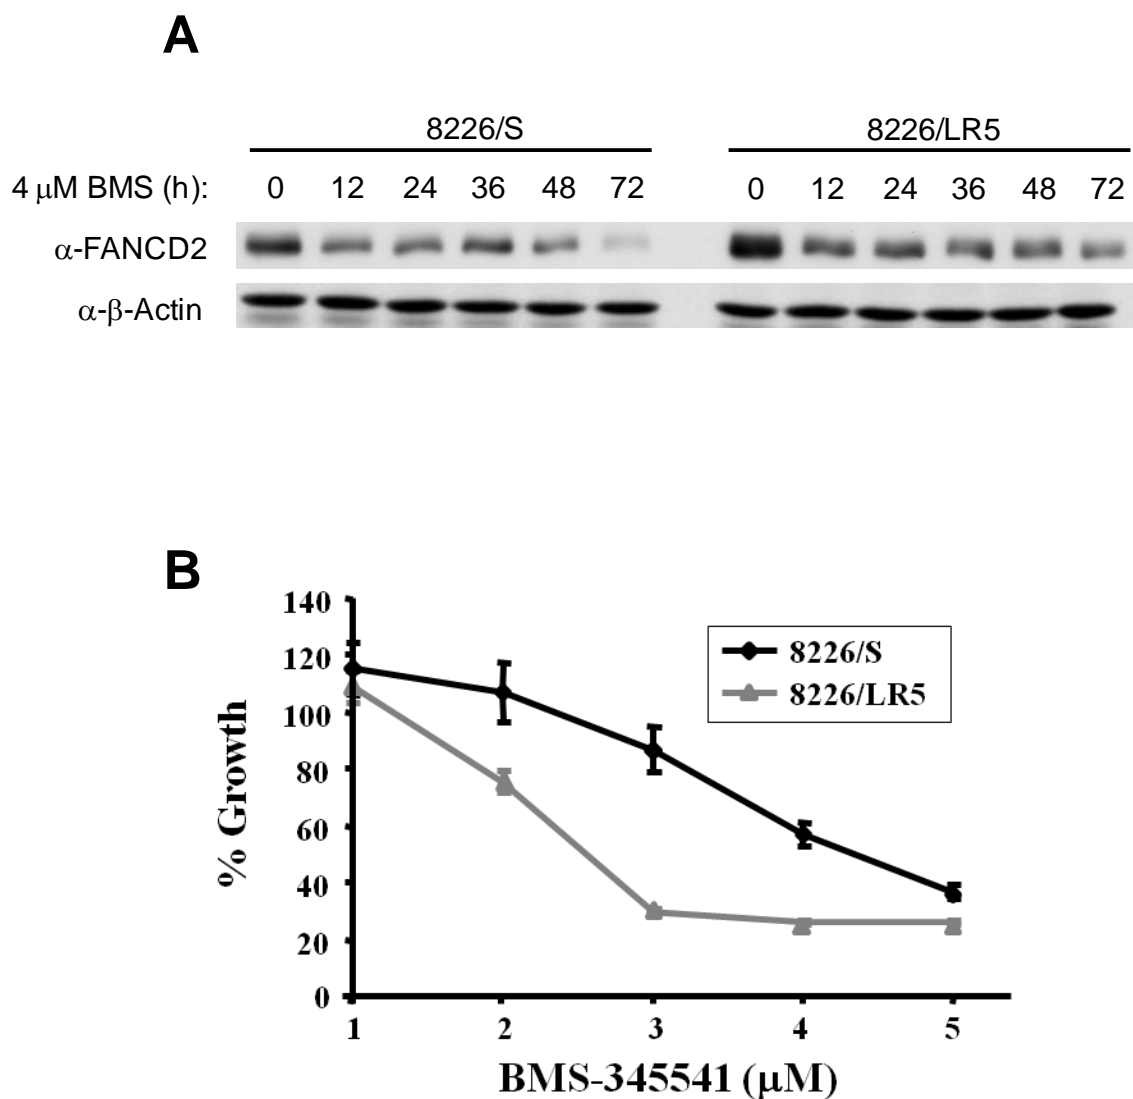 A
8226/S 8226/LR5
4 μM BMS (h): 0 12 24 36 48 72 0 12 24 36 48 72
α-FANCD2
α-β-Actin
B
140
120
100
80
60
40
20
0
% Growth
8226/S
8226/LR5
1 2 3 4 5
BMS-345541 (μM)